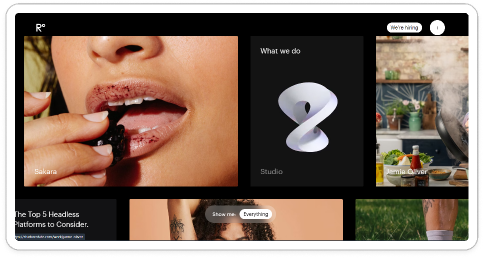 R°
We're hiring
What we do
Sakara
Studio
Jamie Oliver
The Top 5 Headless
Platforms to Consider.
Show me: Everything